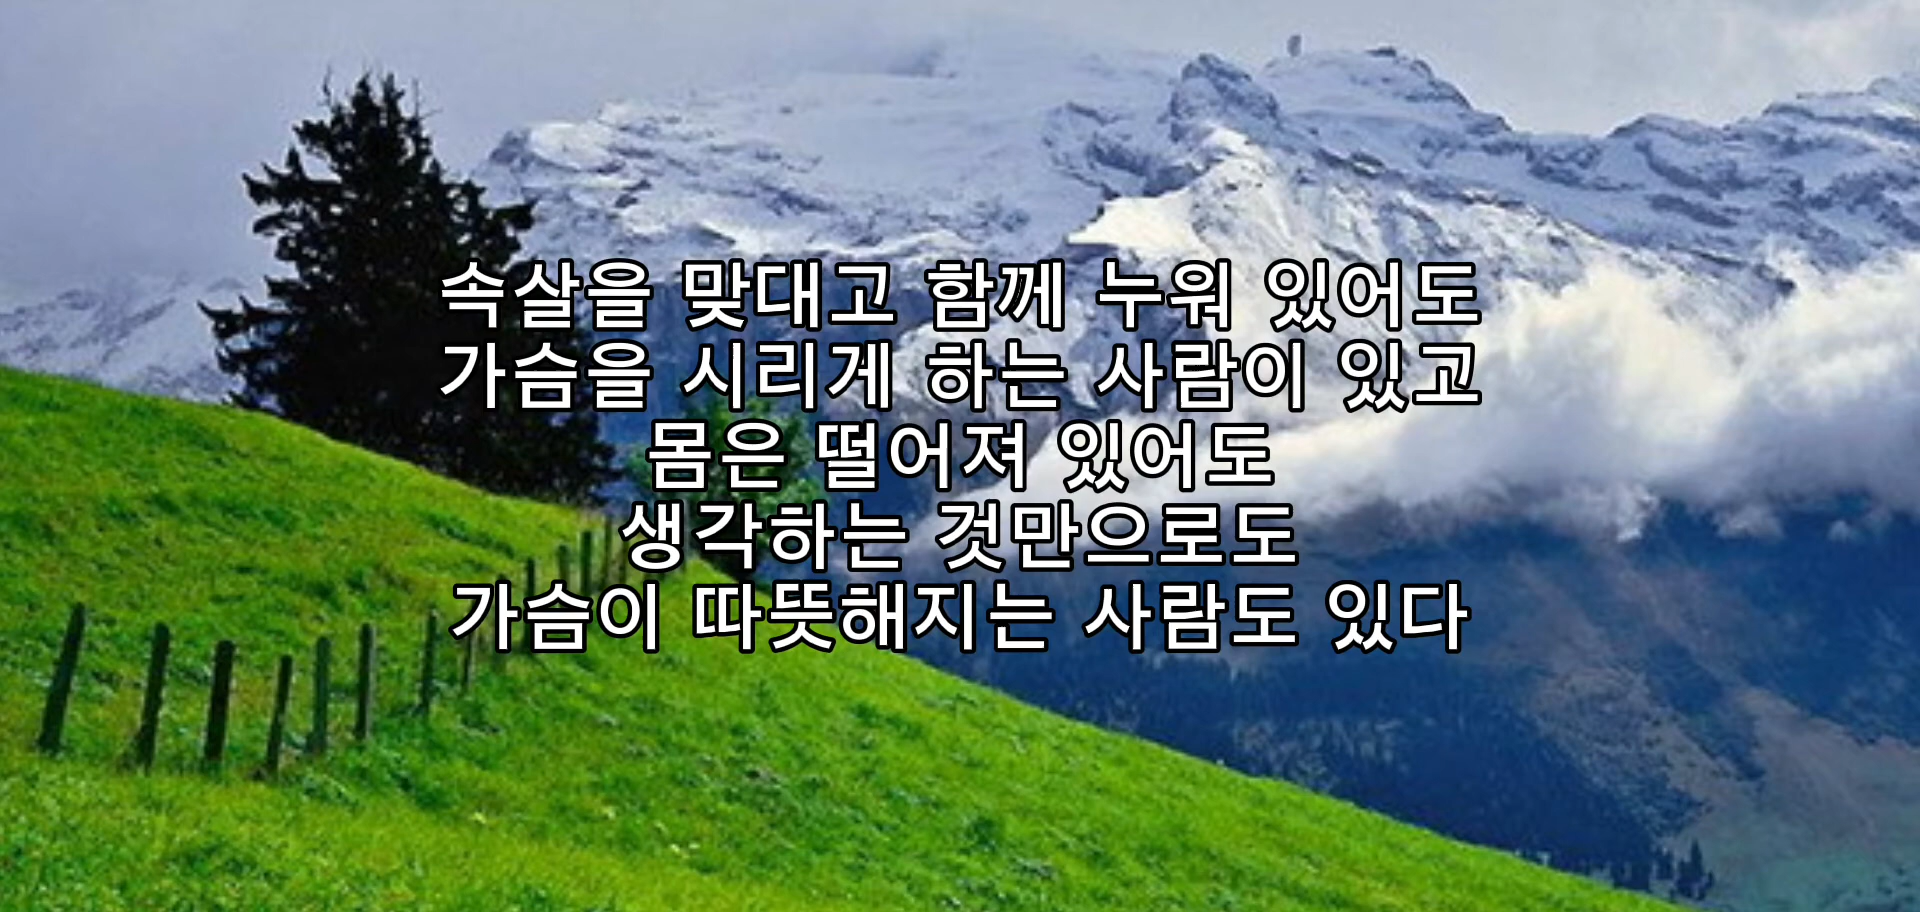 속살을 맞대고 함께 누워 있어도
가슴을 시리게 하는 사람이 있고
몸은 떨어져 있어도
생각하는 것만으로도
가슴이 따뜻해지는 사람도 있다